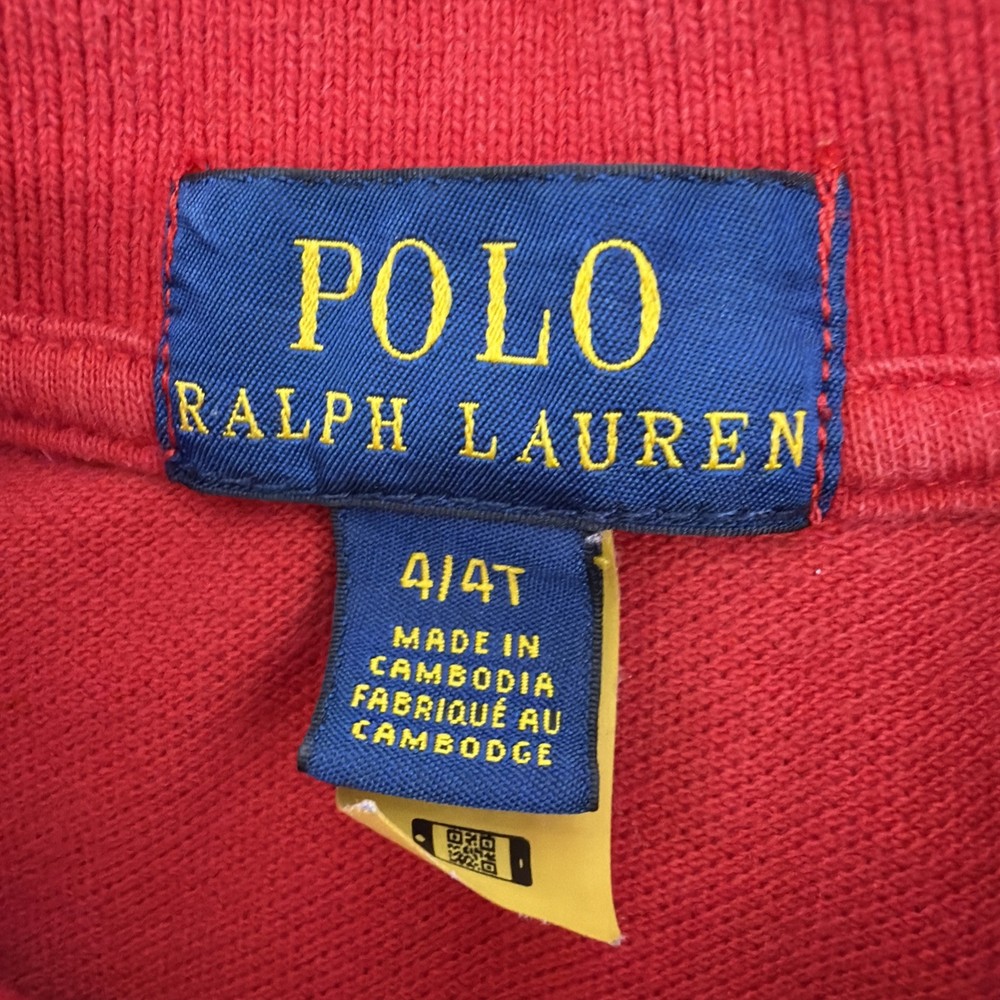 POLO
RALPH LAUREN
4/4T
MADE IN
CAMBODIA
FABRIQUÉ AU
CAMBODGE